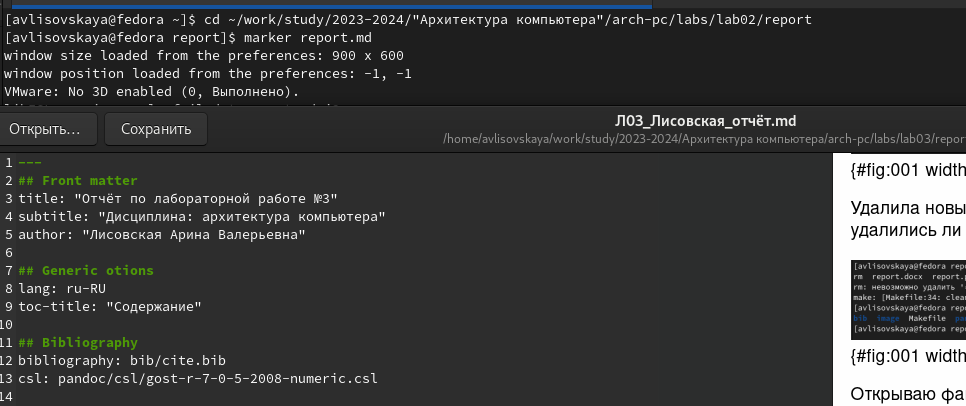 [avlisovskaya@fedora ~]$ cd ~/work/study/2023-2024/"Архитектура компьютера"/arch-pc/labs/lab02/report
[avlisovskaya@fedora report]$ marker report.md
window size loaded from the preferences: 900 x 600
window position loaded from the preferences: -1, -1
VMware: No 3D enabled (0, Выполнено).
Открыть...
Сохранить
Л03_Лисовская_отчёт.md
/home/avlisovskaya/work/study/2023-2024/Архитектура компьютера/arch-pc/labs/lab03/report
1 ---
2 ## Front matter
3 title: "Отчёт по лабораторной работе №3"
4 subtitle: "Дисциплина: архитектура компьютера"
5 author: "Лисовская Арина Валерьевна"
6
7 ## Generic otions
8 lang: ru-RU
9 toc-title: "Содержание"
10
11 ## Bibliography
12 bibliography: bib/cite.bib
13 csl: pandoc/csl/gost-r-7-0-5-2008-numeric.csl
14
{#fig:001 width
Удалила новы
удалились ли
[avlisovskaya@fedora repo
rm report.docx report.
rm: невозможно удалить '
make: [Makefile:34: clea
[avlisovskaya@fedora repo
bib image Makefile pa
[avlisovskaya@fedora repo
{#fig:001 width
Открываю фа